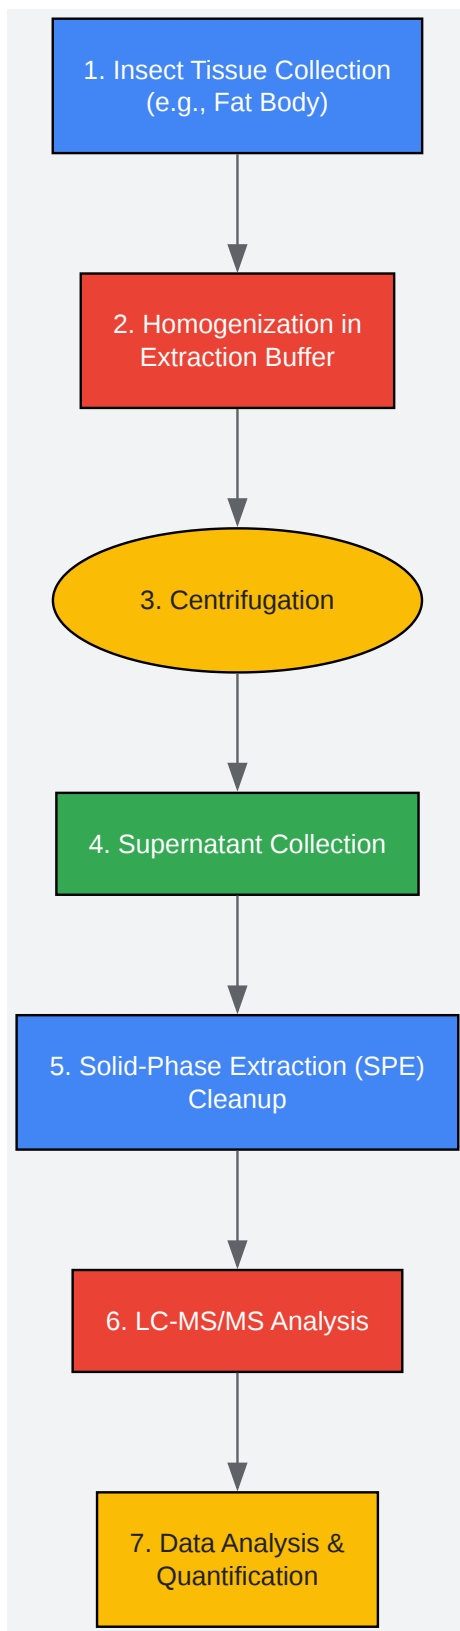 1. Insect Tissue Collection
(e.g., Fat Body)
2. Homogenization in
Extraction Buffer
3. Centrifugation
4. Supernatant Collection
5. Solid-Phase Extraction (SPE)
Cleanup
6. LC-MS/MS Analysis
7. Data Analysis &
Quantification